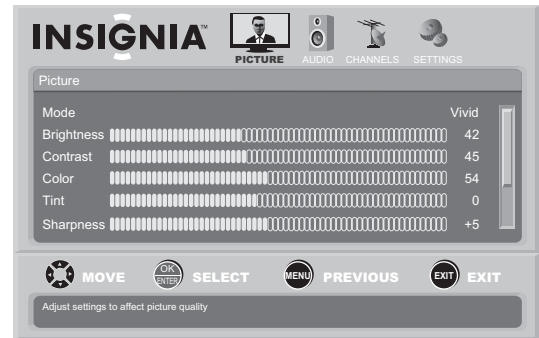 INSIGNIA™
PICTURE AUDIO CHANNELS SETTINGS
Picture
Mode Vivid
Brightness 42
Contrast 45
Color 54
Tint 0
Sharpness +5
MOVE OK ENTER SELECT MENU PREVIOUS EXIT EXIT
Adjust settings to affect picture quality